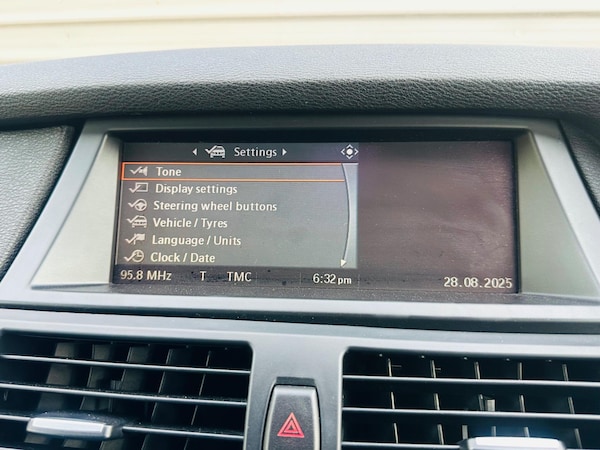 Settings
Tone
Display settings
Steering wheel buttons
Vehicle / Tyres
Language / Units
Clock / Date
95.8 MHz T TMC 6:32 pm 28.08.2025